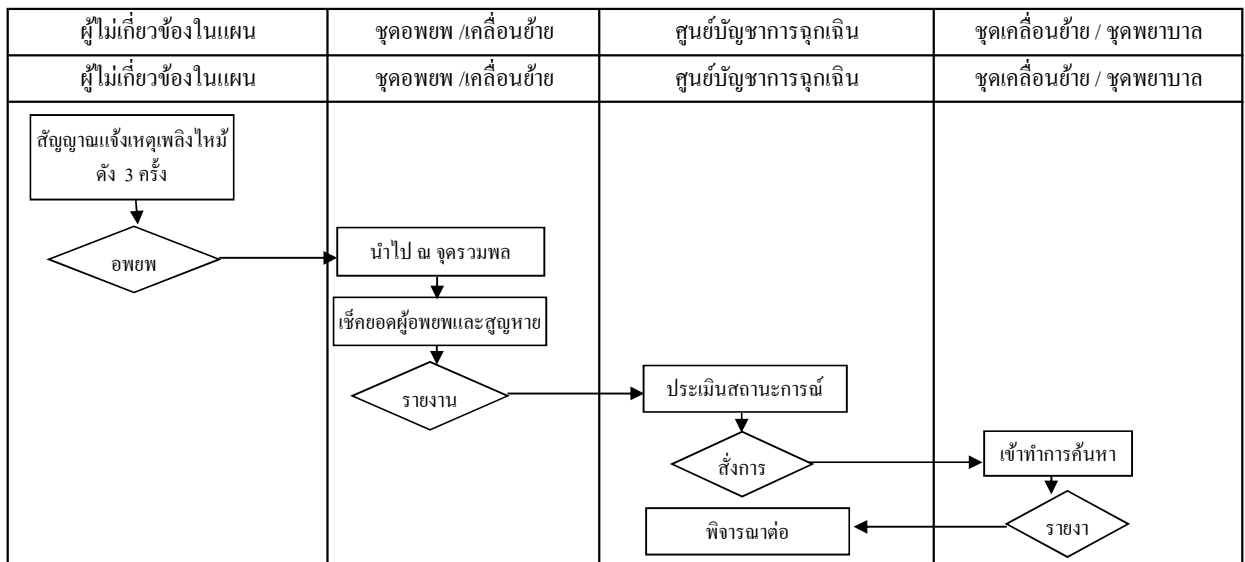 ผู้ไม่เกี่ยวข้องในแผน
ชุดอพยพ /เคลื่อนย้าย
ศูนย์บัญชาการฉุกเฉิน
ชุดเคลื่อนย้าย / ชุดพยาบาล
ผู้ไม่เกี่ยวข้องในแผน
ชุดอพยพ /เคลื่อนย้าย
ศูนย์บัญชาการฉุกเฉิน
ชุดเคลื่อนย้าย / ชุดพยาบาล
สัญญาณแจ้งเหตุเพลิงไหม้
ดัง 3 ครั้ง
อพยพ
นำไป ณ จุดรวมพล
เช็คยอดผู้อพยพและสูญหาย
รายงาน
ประเมินสถานะการณ์
สั่งการ
เข้าทำการค้นหา
รายงา
พิจารณาต่อ